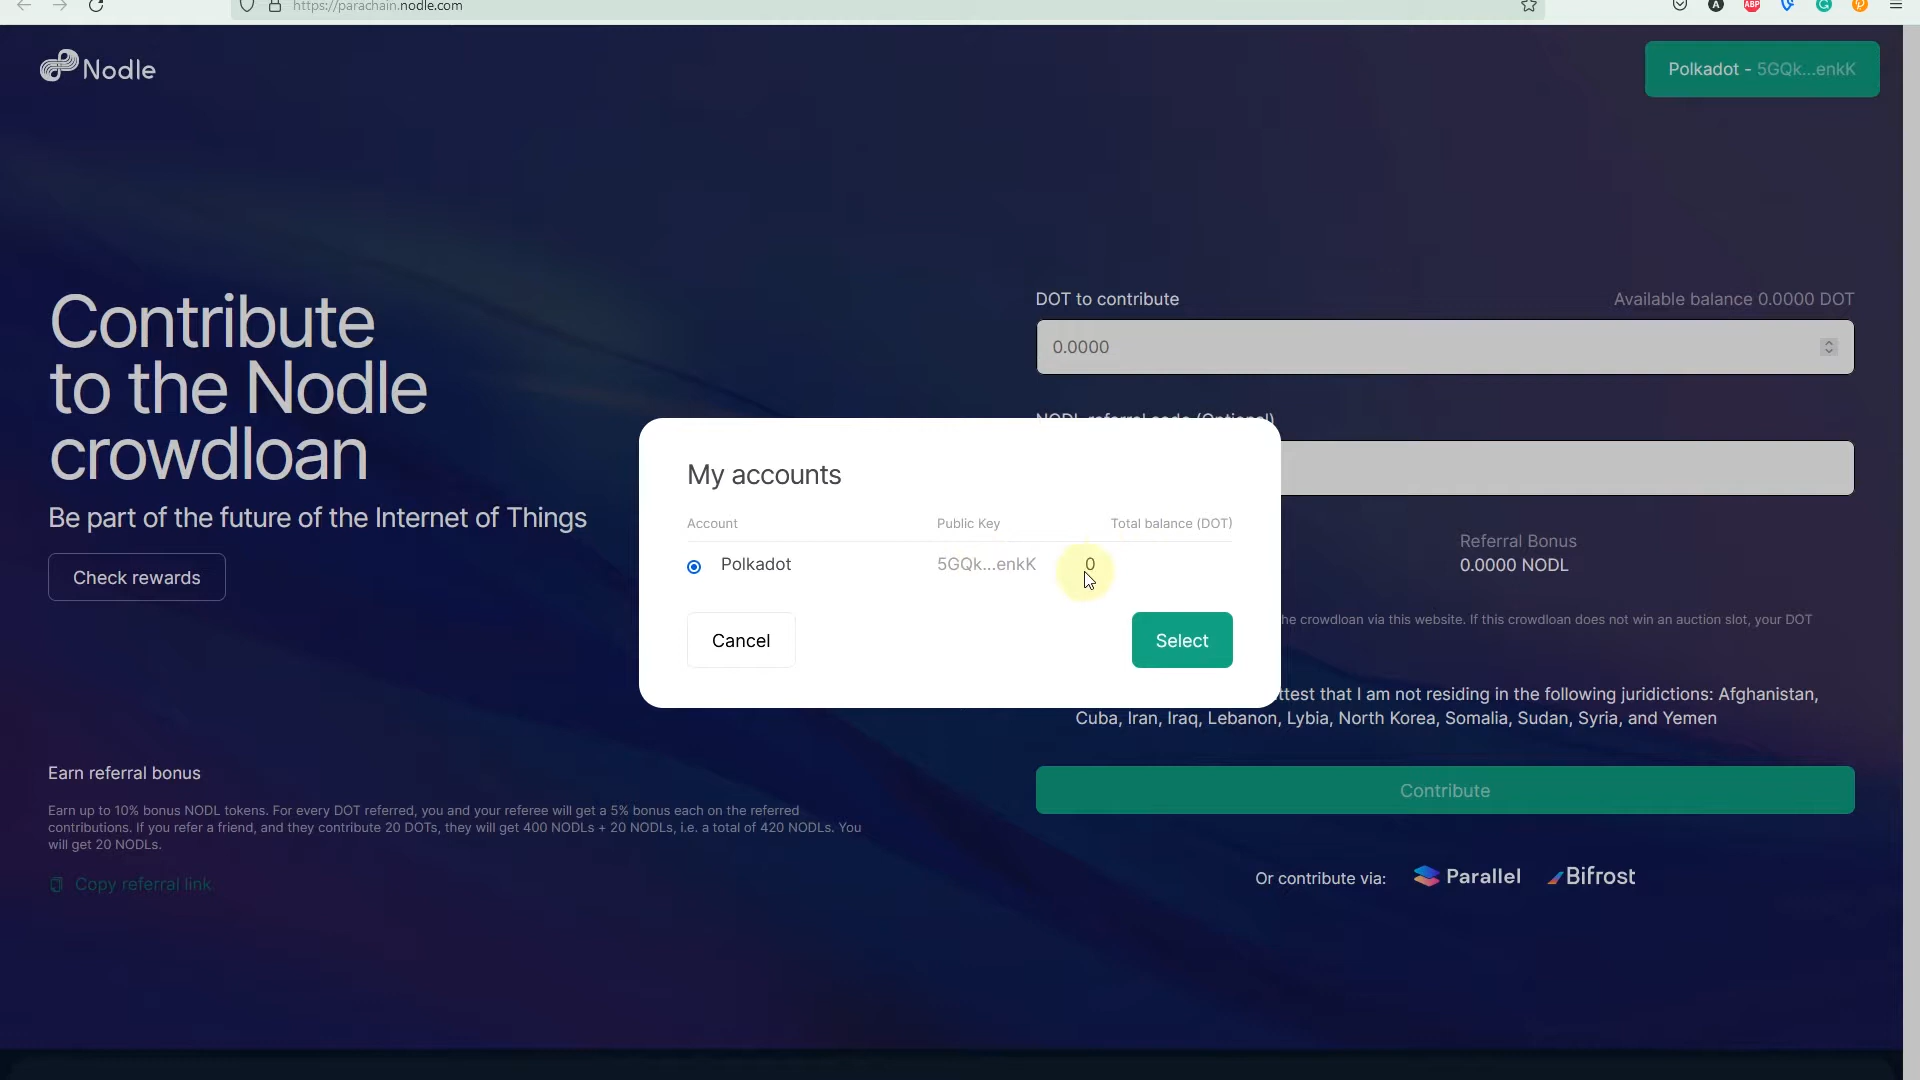 https://parachain.nodle.com
Nodle
Polkadot - 5GQk...enkK
Contribute
to the Nodle
crowdloan
Be part of the future of the Internet of Things
Check rewards
Earn referral bonus
Earn up to 10% bonus NODL tokens. For every DOT referred, you and your referee will get a 5% bonus each on the referred
contributions. If you refer a friend, and they contribute 20 DOTs, they will get 400 NODLs + 20 NODLs, i.e. a total of 420 NODLs. You
will get 20 NODLs.
Copy referral link
DOT to contribute
Available balance 0.0000 DOT
0.0000
NODL referral code (Optional)
My accounts
Account
Public Key
Total balance (DOT)
Polkadot
5GQk...enkK
0
Cancel
Select
Referral Bonus
0.0000 NODL
he crowdloan via this website. If this crowdloan does not win an auction slot, your DOT
ttest that I am not residing in the following juridictions: Afghanistan,
Cuba, Iran, Iraq, Lebanon, Lybia, North Korea, Somalia, Sudan, Syria, and Yemen
Contribute
Or contribute via:
Parallel
Bifrost